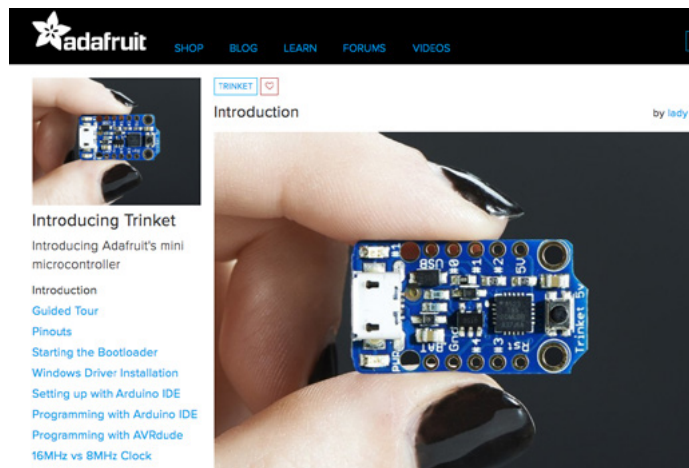 adafruit
SHOP BLOG LEARN FORUMS VIDEOS
TRINKET
Introduction
by lady
Introducing Trinket
Introducing Adafruit's mini
microcontroller
Introduction
Guided Tour
Pinouts
Starting the Bootloader
Windows Driver Installation
Setting up with Arduino IDE
Programming with Arduino IDE
Programming with AVRdude
16MHz vs 8MHz Clock
USB #0 #1 #2 5V
Trinket 5v
PWR BAT Gnd #4 #3